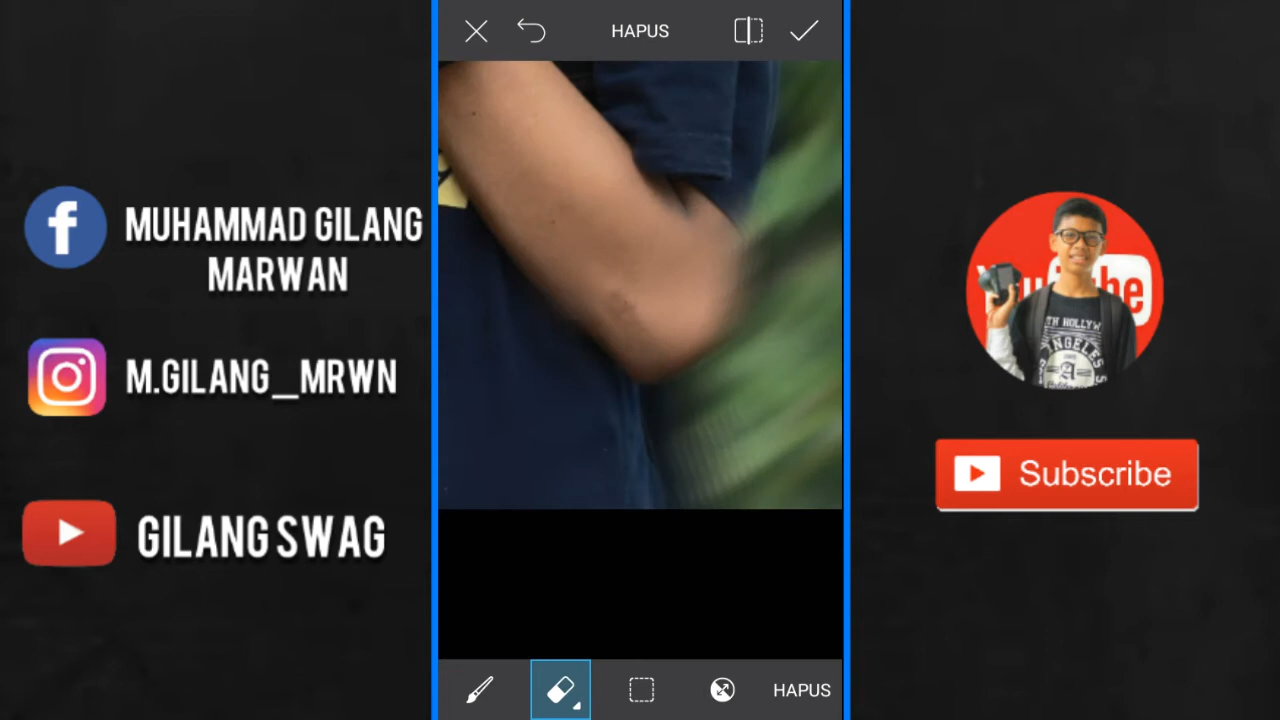 HAPUS
MUHAMMAD GILANG
MARWAN
M.GILANG_MRWN
GILANG SWAG
HAPUS
Subscribe